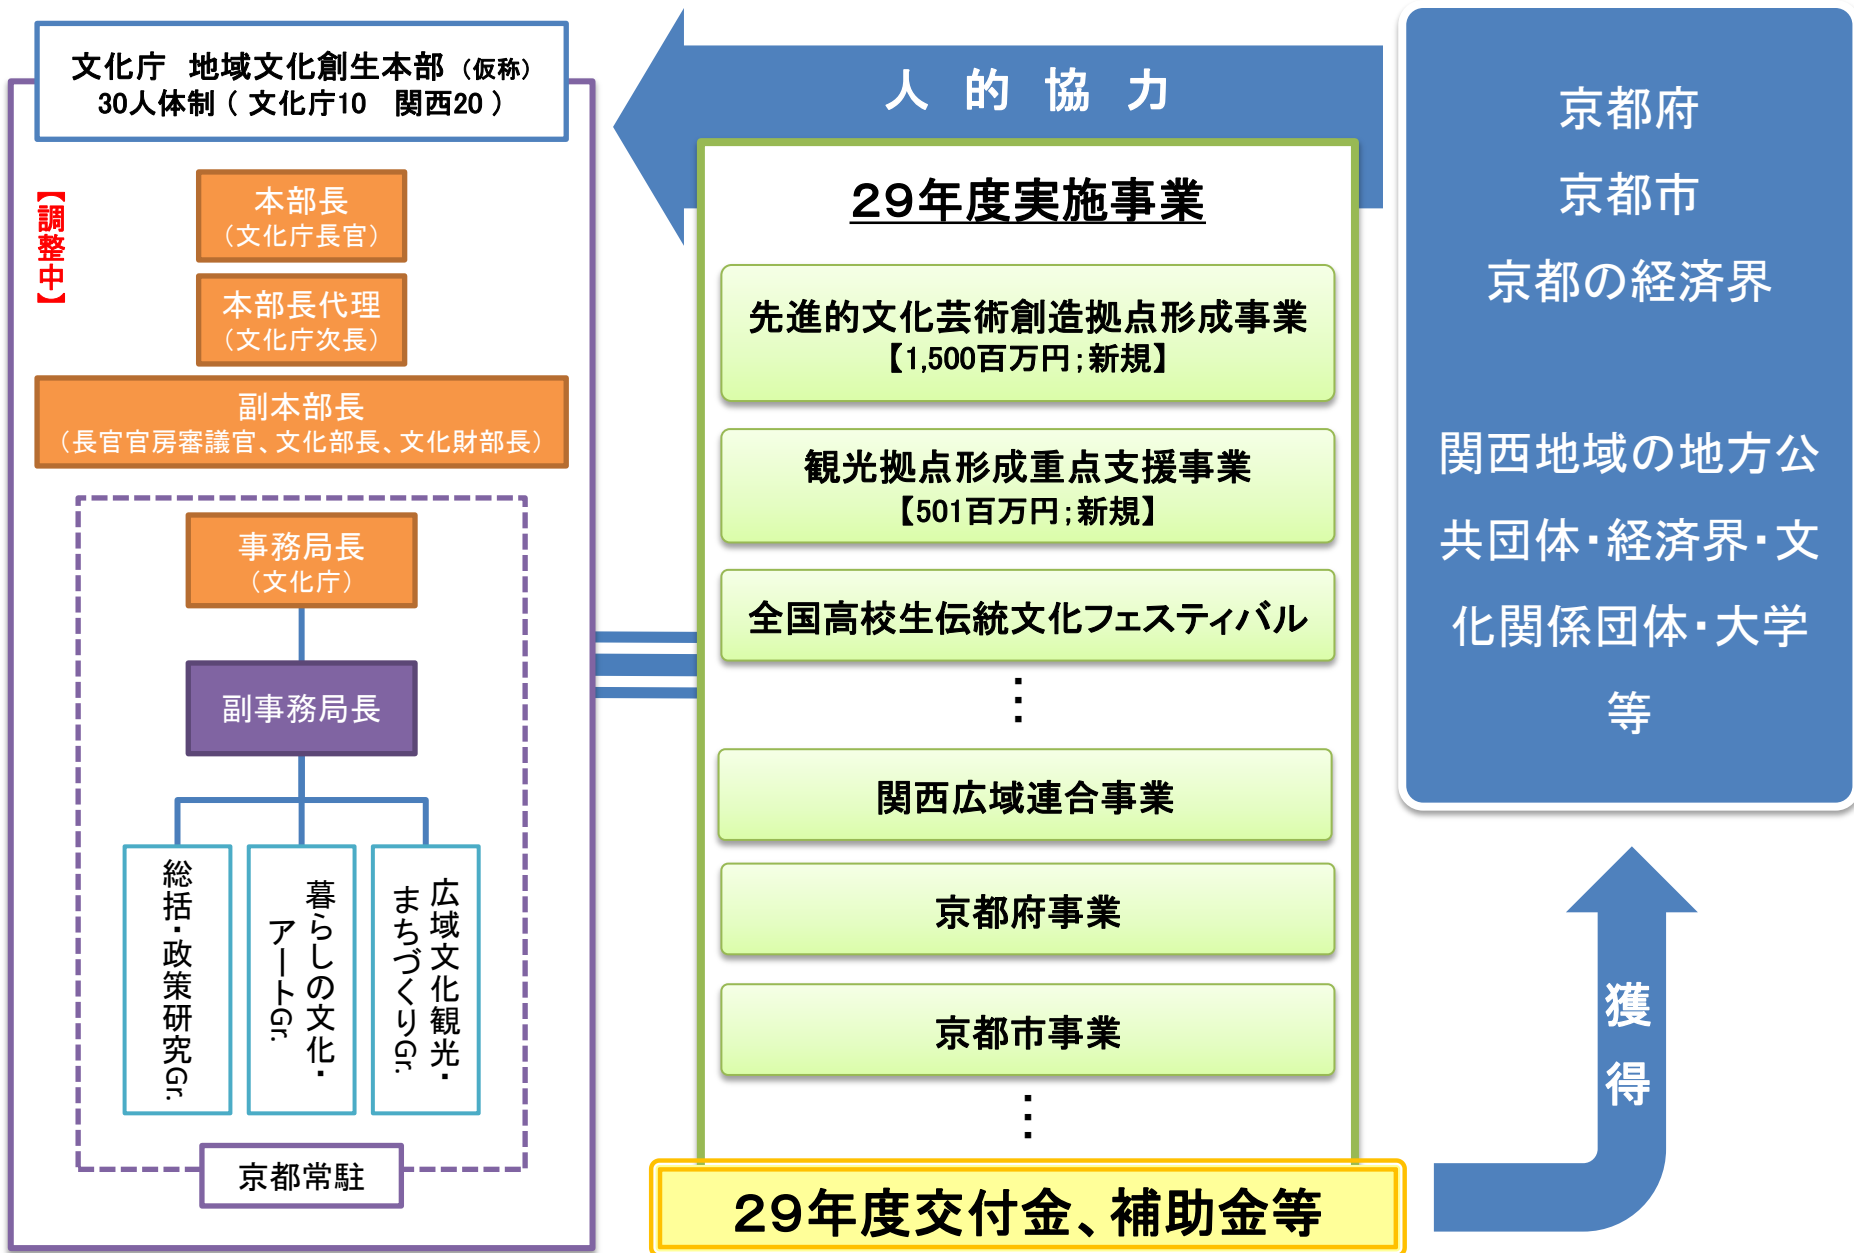 文化庁　地域文化創生本部（仮称）
30人体制（ 文化庁10　関西20 ）
【調整中】
本部長
（文化庁長官）
本部長代理
（文化庁次長）
副本部長
（長官官房審議官、文化部長、文化財部長）
事務局長
（文化庁）
副事務局長
総括・政策研究Gr.
暮らしの文化・
アートGr.
広域文化観光・
まちづくりGr.
京都常駐
人的協力
29年度実施事業
先進的文化芸術創造拠点形成事業
【1,500百万円；新規】
観光拠点形成重点支援事業
【501百万円；新規】
全国高校生伝統文化フェスティバル
⋮
関西広域連合事業
京都府事業
京都市事業
⋮
29年度交付金、補助金等
京都府
京都市
京都の経済界
関西地域の地方公
共団体・経済界・文
化関係団体・大学
等
獲得